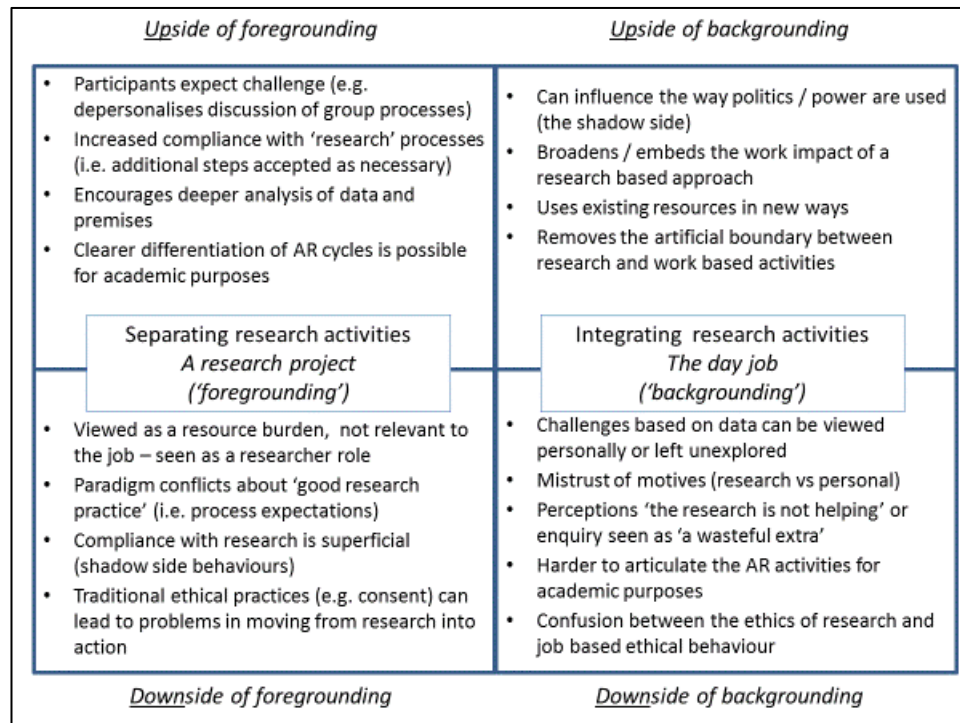 Upside of foregrounding
Upside of backgrounding
• Participants expect challenge (e.g.
depersonalises discussion of group processes)
• Increased compliance with ‘research’ processes
(i.e. additional steps accepted as necessary)
• Encourages deeper analysis of data and
premises
• Clearer differentiation of AR cycles is possible
for academic purposes
• Can influence the way politics / power are used
(the shadow side)
• Broadens / embeds the work impact of a
research based approach
• Uses existing resources in new ways
• Removes the artificial boundary between
research and work based activities
Separating research activities
A research project
(‘foregrounding’)
Integrating research activities
The day job
(‘backgrounding’)
• Viewed as a resource burden, not relevant to
the job – seen as a researcher role
• Paradigm conflicts about ‘good research
practice’ (i.e. process expectations)
• Compliance with research is superficial
(shadow side behaviours)
• Traditional ethical practices (e.g. consent) can
lead to problems in moving from research into
action
• Challenges based on data can be viewed
personally or left unexplored
• Mistrust of motives (research vs personal)
• Perceptions ‘the research is not helping’ or
enquiry seen as ‘a wasteful extra’
• Harder to articulate the AR activities for
academic purposes
• Confusion between the ethics of research and
job based ethical behaviour
Downside of foregrounding
Downside of backgrounding